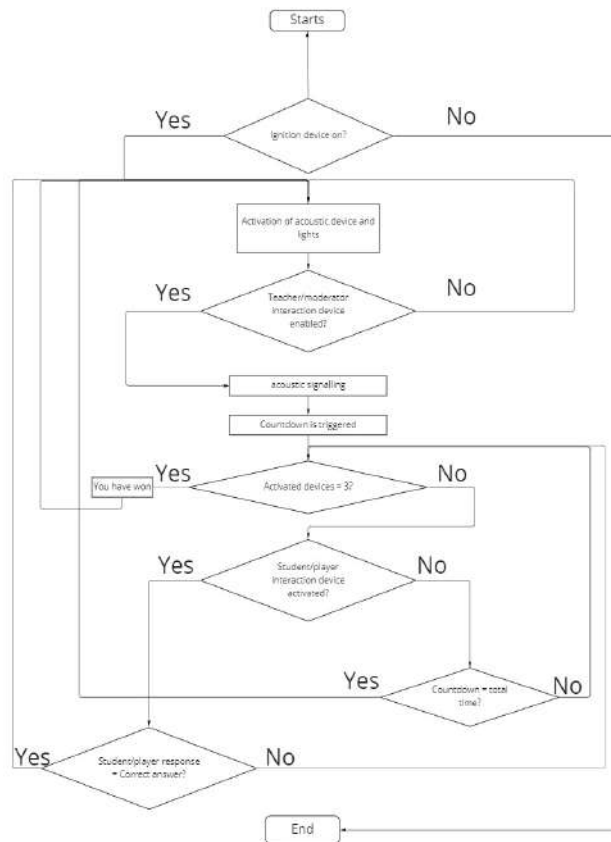 Starts
Yes
No
Ignition device on?
Activation of acoustic device and
lights
Yes
No
Teacher/moderator
interaction device
enabled?
acoustic signalling
Countdown is triggered
You have won
Yes
Activated devices = 3?
No
Yes
Student/player
interaction device
activated?
No
Yes
Countdown = total
time?
No
Yes
Student/player response
= Correct answer?
No
End